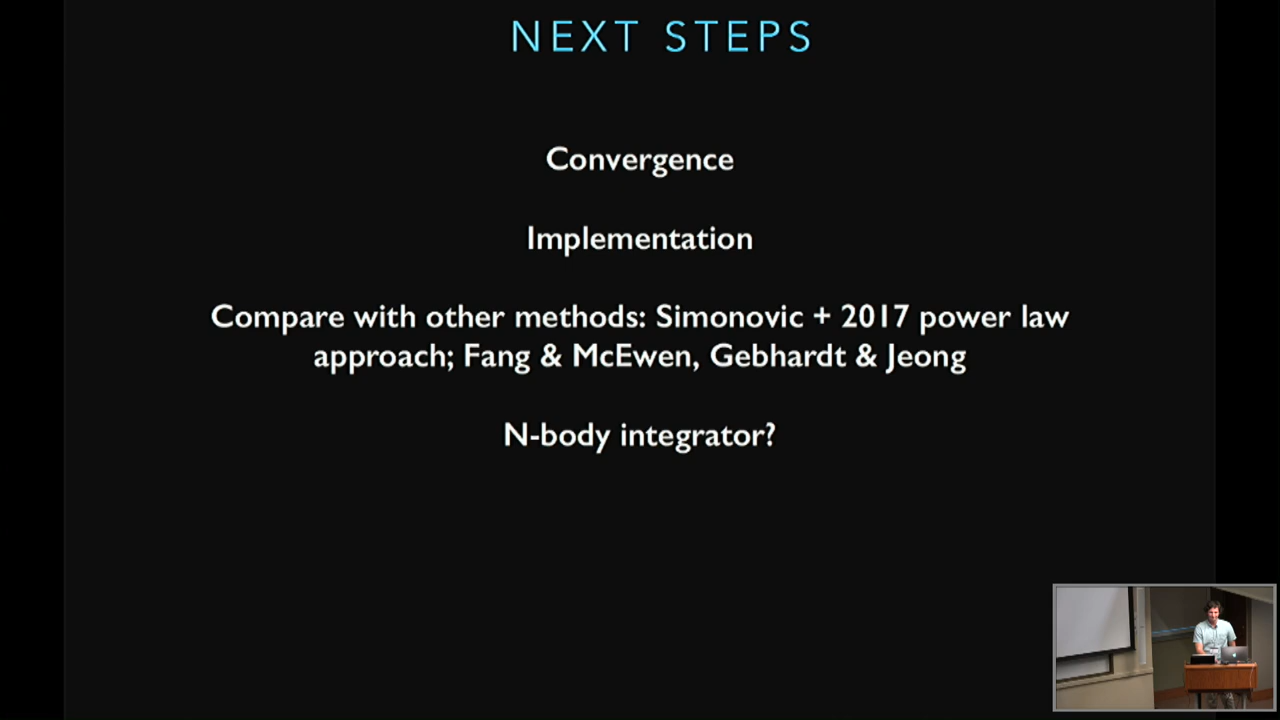 NEXT STEPS
Convergence
Implementation
Compare with other methods: Simonovic + 2017 power law
approach; Fang & McEwen, Gebhardt & Jeong
N-body integrator?